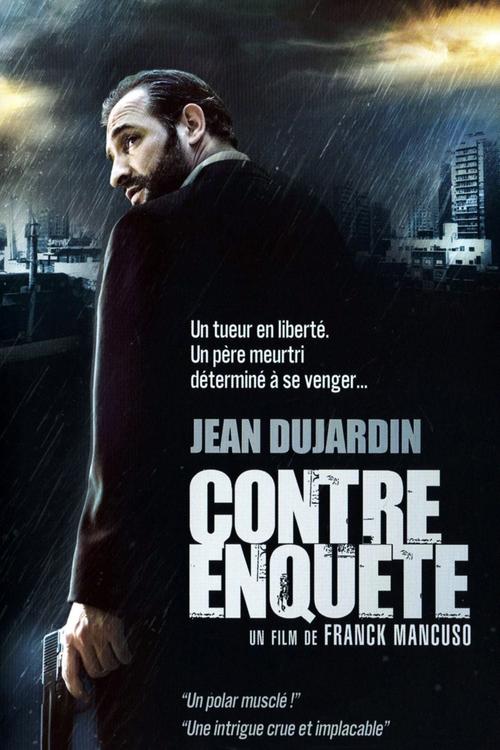 Un tueur en liberté.
Un père meurtri
déterminé à se venger...
JEAN DUJARDIN
CONTRE
ENQUETE
UN FILM DE FRANCK MANCUSO
"Un polar musclé !"
"Une intrigue crue et implacable"